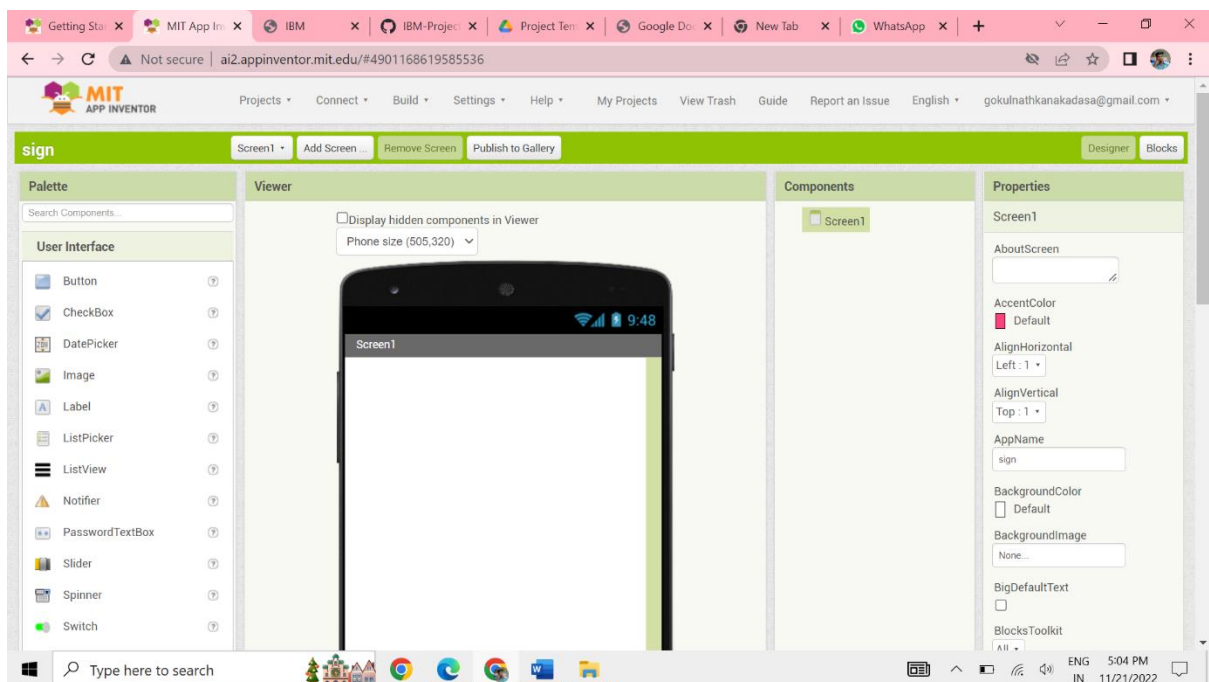 Getting Star MIT App Inv IBM IBM-Project Project Tem Google Doc New Tab WhatsApp
Not secure ai2.appinventor.mit.edu/#4901168619585536
MIT
APP INVENTOR
Projects Connect Build Settings Help My Projects View Trash Guide Report an Issue English gokulnathkanakadasa@gmail.com
sign
Screen1 Add Screen ... Remove Screen Publish to Gallery Designer Blocks
Palette
Search Components...
User Interface
Button
CheckBox
DatePicker
Image
Label
ListPicker
ListView
Notifier
PasswordTextBox
Slider
Spinner
Switch
Viewer
Display hidden components in Viewer
Phone size (505,320)
9:48
Screen1
Components
Screen1
Properties
Screen1
AboutScreen
AccentColor
Default
AlignHorizontal
Left : 1
AlignVertical
Top : 1
AppName
sign
BackgroundColor
Default
BackgroundImage
None...
BigDefaultText
BlocksToolkit
All
Type here to search
ENG
IN
5:04 PM
11/21/2022